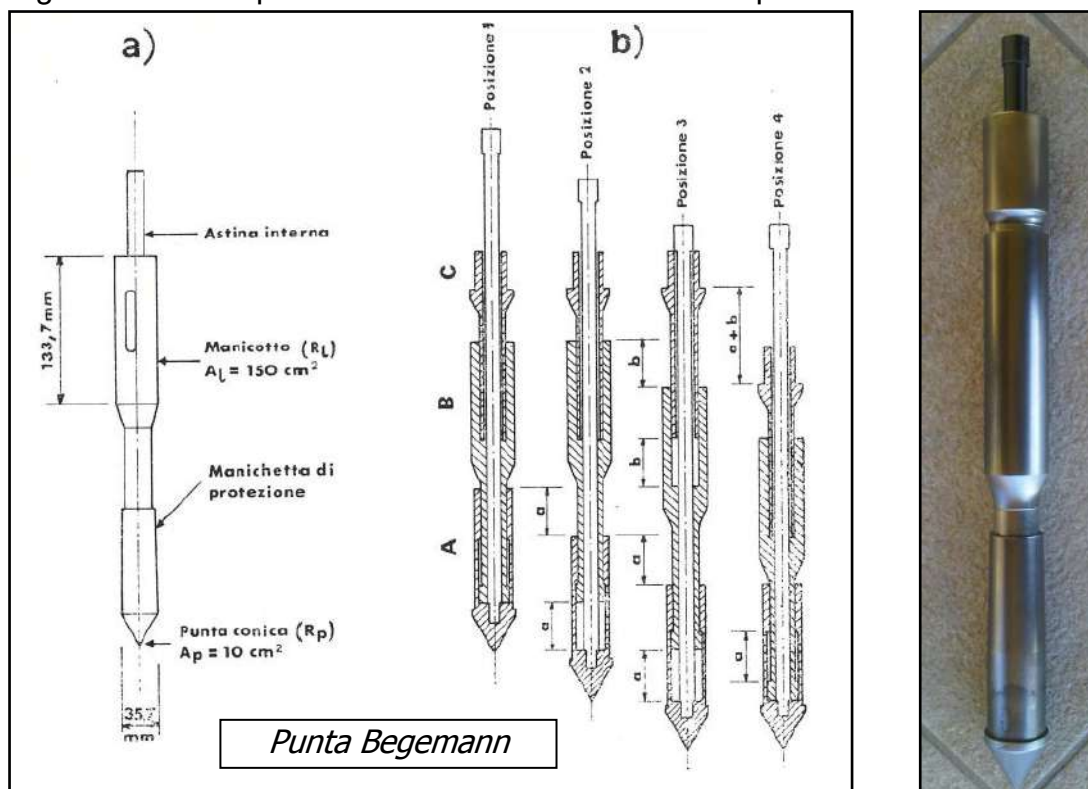 a)
b)
Posizione 1
Posizione 2
Posizione 3
Posizione 4
Astina interna
133,7 mm
Manicotto (RL)
AL = 150 cm²
Manichetta di
protezione
Punta conica (Rp)
Ap = 10 cm²
35,7
mm
C
B
A
a
a
b
b
a
a
a + b
a
Punta Begemann